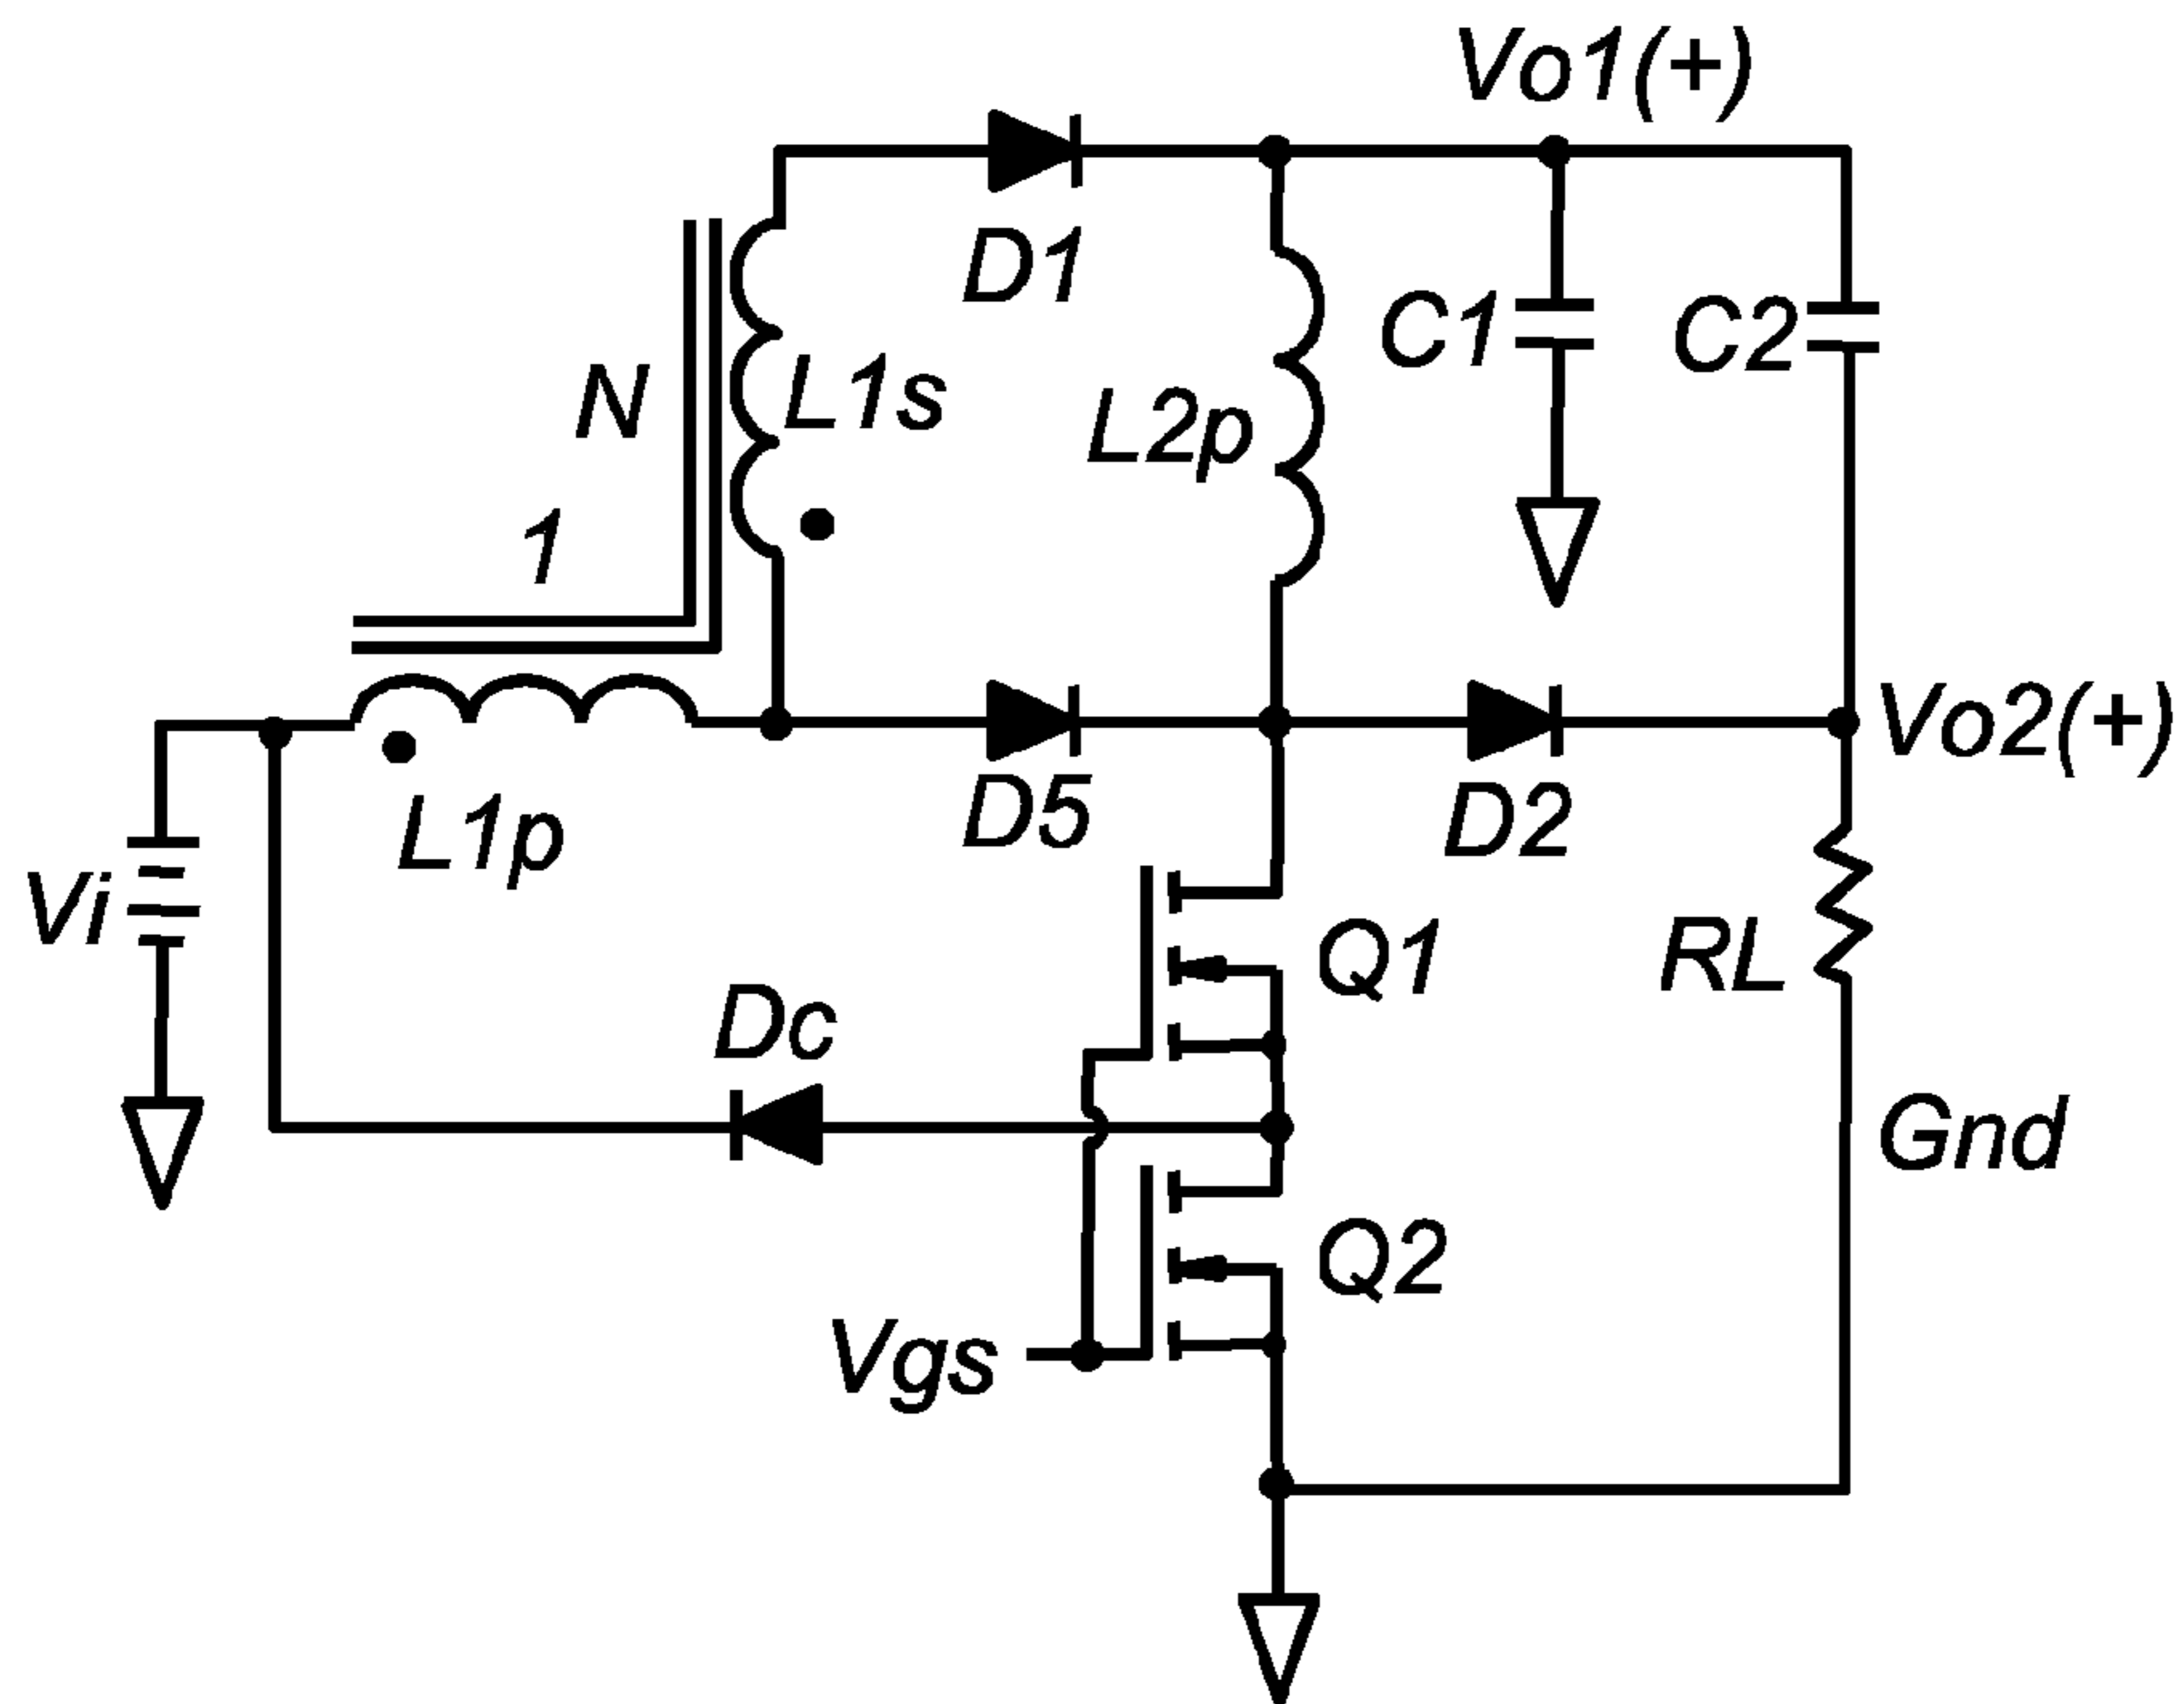 Vo1(+)
D1
C1
C2
N
L1s
L2p
1
Vo2(+)
L1p
D5
D2
Vi
Q1
RL
Dc
Gnd
Q2
Vgs